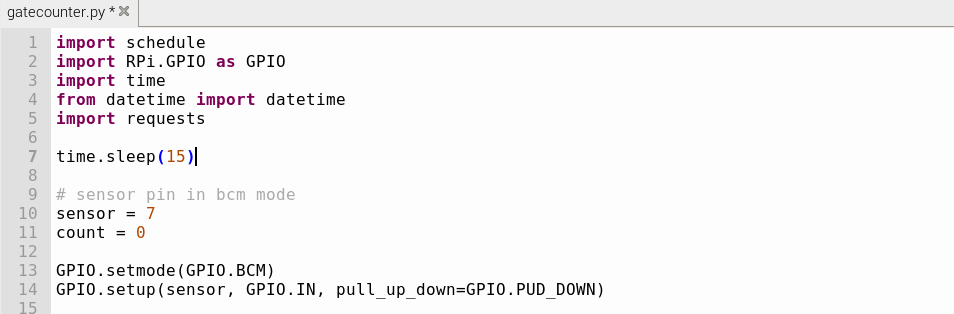 gatecounter.py *
1 import schedule
2 import RPi.GPIO as GPIO
3 import time
4 from datetime import datetime
5 import requests
6
7 time.sleep(15)
8
9 # sensor pin in bcm mode
10 sensor = 7
11 count = 0
12
13 GPIO.setmode(GPIO.BCM)
14 GPIO.setup(sensor, GPIO.IN, pull_up_down=GPIO.PUD_DOWN)
15